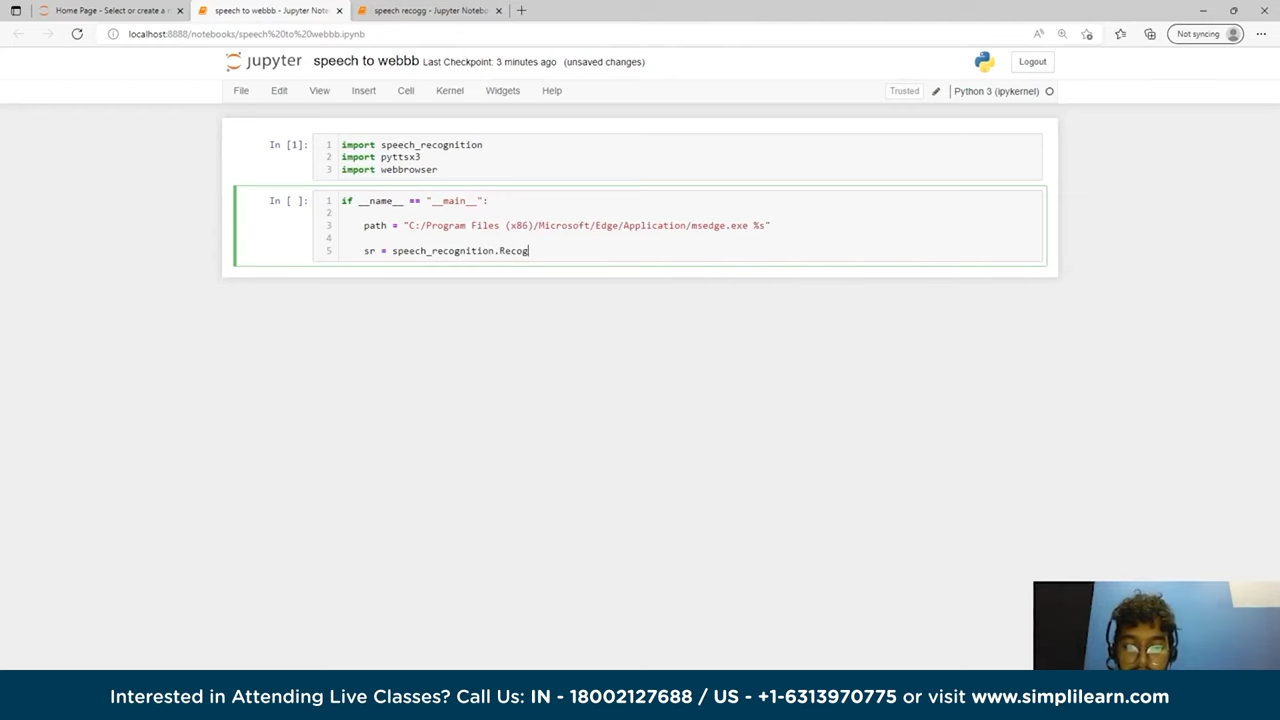 Home Page - Select or create a n
speech to webbb - Jupyter Note
speech recogg - Jupyter Notebo
localhost:8888/notebooks/speech%20to%20webbb.ipynb
Not syncing
jupyter speech to webbb Last Checkpoint: 3 minutes ago (unsaved changes)
Logout
File Edit View Insert Cell Kernel Widgets Help
Trusted Python 3 (ipykernel)
In [1]:
1 import speech_recognition
2 import pyttsx3
3 import webbrowser
In [ ]:
1 if __name__ == "__main__":
2
3 path = "C:/Program Files (x86)/Microsoft/Edge/Application/msedge.exe %s"
4
5 sr = speech_recognition.Recog
Interested in Attending Live Classes? Call Us: IN - 18002127688 / US - +1-6313970775 or visit www.simplilearn.com